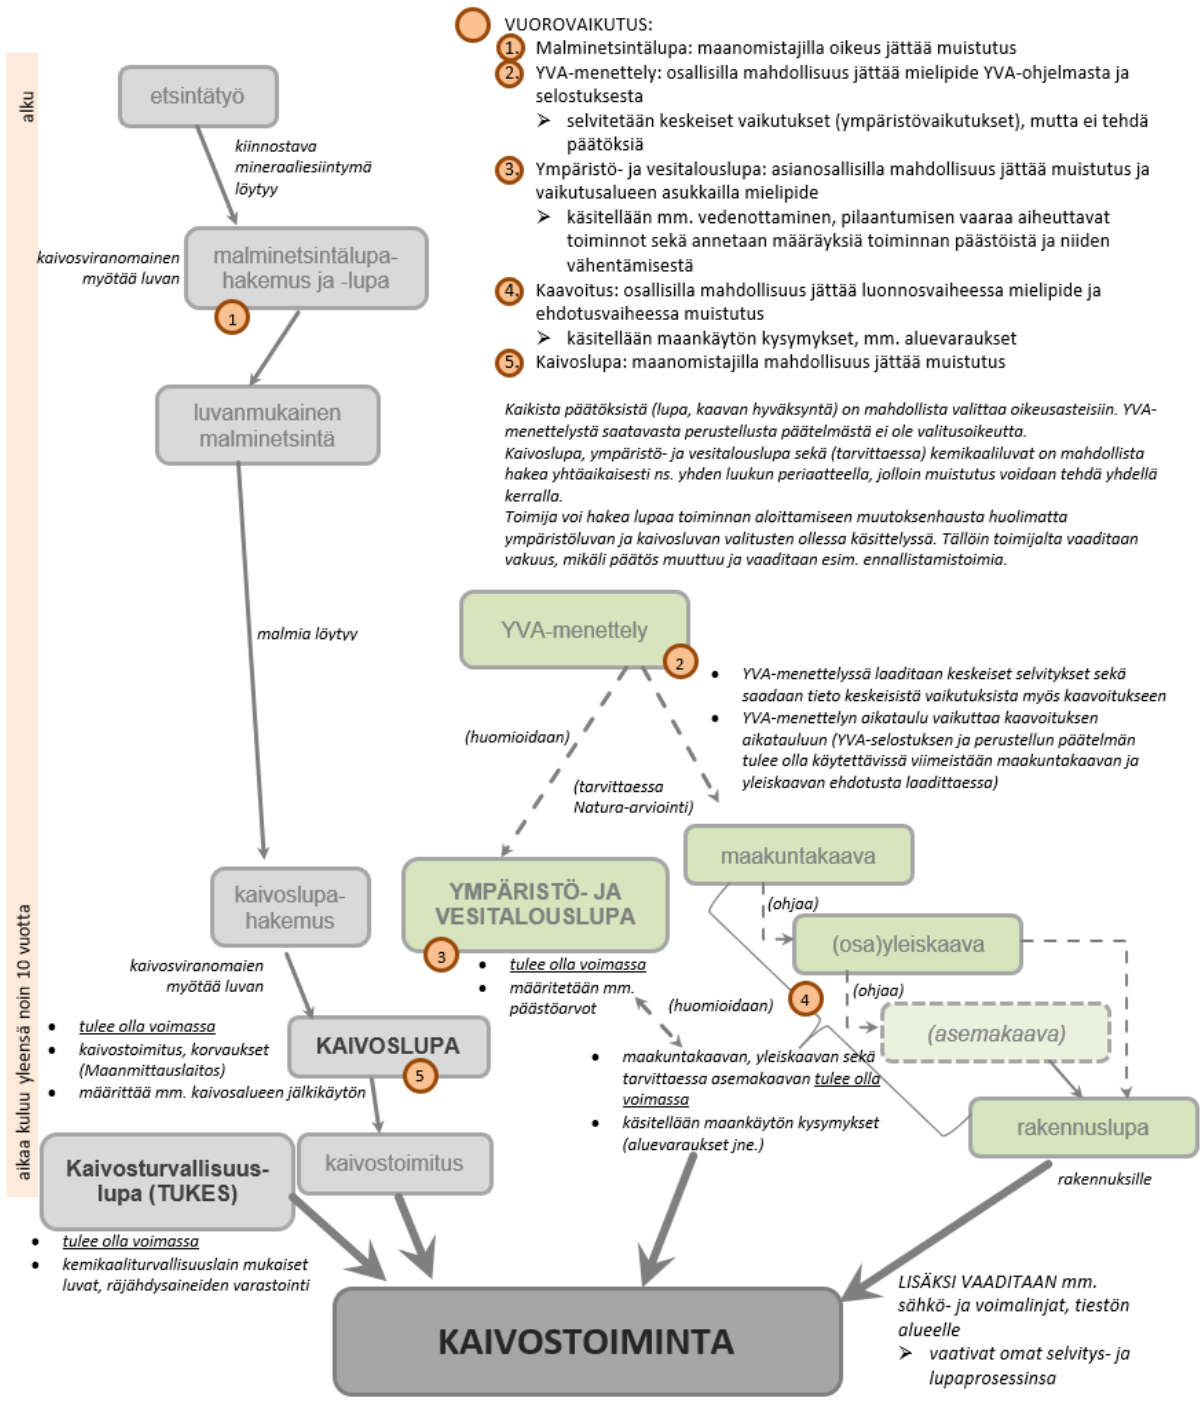 VUOROVAIKUTUS:
1. Malminetsintälupa: maanomistajilla oikeus jättää muistutus
2. YVA-menettely: osallisilla mahdollisuus jättää mielipide YVA-ohjelmasta ja
selostuksesta
➢ selvitetään keskeiset vaikutukset (ympäristövaikutukset), mutta ei tehdä
päätöksiä
3. Ympäristö- ja vesitalouslupa: asianosallisilla mahdollisuus jättää muistutus ja
vaikutusalueen asukkailla mielipide
➢ käsitellään mm. vedenottaminen, pilaantumisen vaaraa aiheuttavat
toiminnot sekä annetaan määräyksiä toiminnan päästöistä ja niiden
vähentämisestä
4. Kaavoitus: osallisilla mahdollisuus jättää luonnosvaiheessa mielipide ja
ehdotusvaiheessa muistutus
➢ käsitellään maankäytön kysymykset, mm. aluevaraukset
5. Kaivoslupa: maanomistajilla mahdollisuus jättää muistutus
Kaikista päätöksistä (lupa, kaavan hyväksyntä) on mahdollista valittaa oikeusasteisiin. YVA-
menettelystä saatavasta perustellusta päätelmästä ei ole valitusoikeutta.
Kaivoslupa, ympäristö- ja vesitalouslupa sekä (tarvittaessa) kemikaaliluvat on mahdollista
hakea yhtäaikaisesti ns. yhden luukun periaatteella, jolloin muistutus voidaan tehdä yhdellä
kerralla.
Toimija voi hakea lupaa toiminnan aloittamiseen muutoksenhausta huolimatta
ympäristöluvan ja kaivosluvan valitusten ollessa käsittelyssä. Tällöin toimijalta vaaditaan
vakuus, mikäli päätös muuttuu ja vaaditaan esim. ennallistamistoimia.
alku
aikaa kuluu yleensä noin 10 vuotta
etsintätyö
kiinnostava
mineraaliesiintymä
löytyy
kaivosviranomainen
myötää luvan
malminetsintälupa-
hakemus ja -lupa
1
luvanmukainen
malminetsintä
malmia löytyy
kaivoslupa-
hakemus
kaivosviranomaien
myötää luvan
KAIVOSLUPA
5
• tulee olla voimassa
• kaivostoimitus, korvaukset
(Maanmittauslaitos)
• määrittää mm. kaivosalueen jälkikäytön
kaivostoimitus
Kaivosturvallisuus-
lupa (TUKES)
• tulee olla voimassa
• kemikaaliturvallisuuslain mukaiset
luvat, räjähdysaineiden varastointi
YVA-menettely
2
• YVA-menettelyssä laaditaan keskeiset selvitykset sekä
saadaan tieto keskeisistä vaikutuksista myös kaavoitukseen
• YVA-menettelyn aikataulu vaikuttaa kaavoituksen
aikatauluun (YVA-selostuksen ja perustellun päätelmän
tulee olla käytettävissä viimeistään maakuntakaavan ja
yleiskaavan ehdotusta laadittaessa)
(huomioidaan)
(tarvittaessa
Natura-arviointi)
YMPÄRISTÖ- JA
VESITALOUSLUPA
3
• tulee olla voimassa
• määritetään mm.
päästöarvot
(huomioidaan)
maakuntakaava
(ohjaa)
(osa)yleiskaava
4
(ohjaa)
(asemakaava)
• maakuntakaavan, yleiskaavan sekä
tarvittaessa asemakaavan tulee olla
voimassa
• käsitellään maankäytön kysymykset
(aluevaraukset jne.)
rakennuslupa
rakennuksille
KAIVOSTOIMINTA
LISÄKSI VAADITAAN mm.
sähkö- ja voimalinjat, tiestön
alueelle
➢ vaativat omat selvitys- ja
lupaprosessinsa